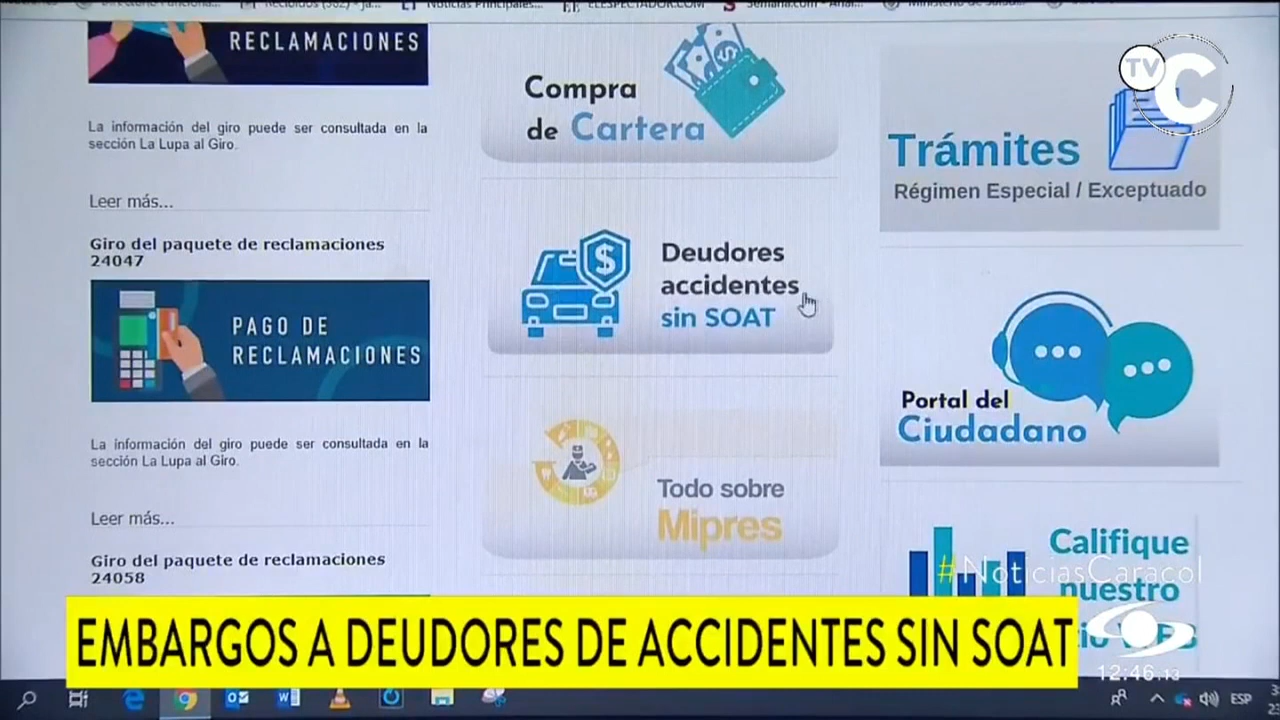 RECLAMACIONES
La información del giro puede ser consultada en la
sección La Lupa al Giro.
Leer más...
Giro del paquete de reclamaciones
24047
PAGO DE
RECLAMACIONES
La información del giro puede ser consultada en la
sección La Lupa al Giro.
Leer más...
Giro del paquete de reclamaciones
24058
Compra
de Cartera
Deudores
accidentes
sin SOAT
Todo sobre
Mipres
TV C
Trámites
Régimen Especial / Exceptuado
Portal del
Ciudadano
Califique
nuestro
#NoticiasCaracol
EMBARGOS A DEUDORES DE ACCIDENTES SIN SOAT
12:46:13
ESP